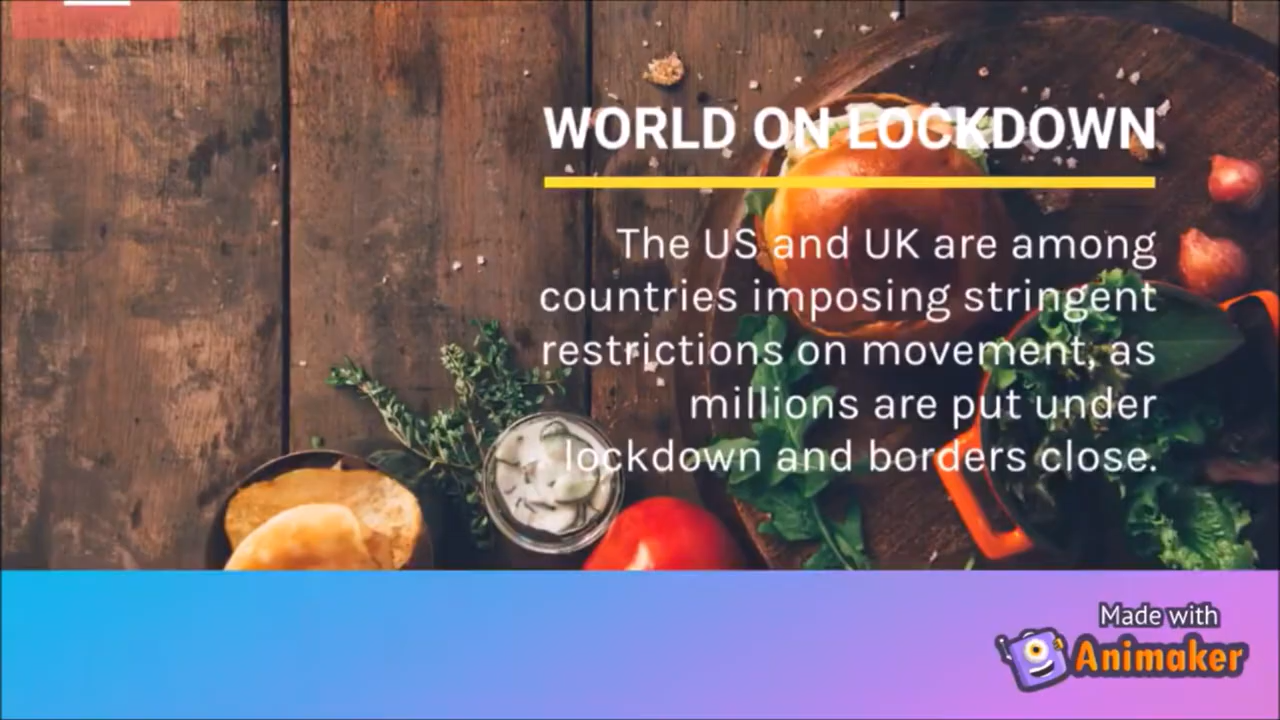 WORLD ON LOCKDOWN
The US and UK are among
countries imposing stringent
restrictions on movement, as
millions are put under
lockdown and borders close.
Made with
Animaker